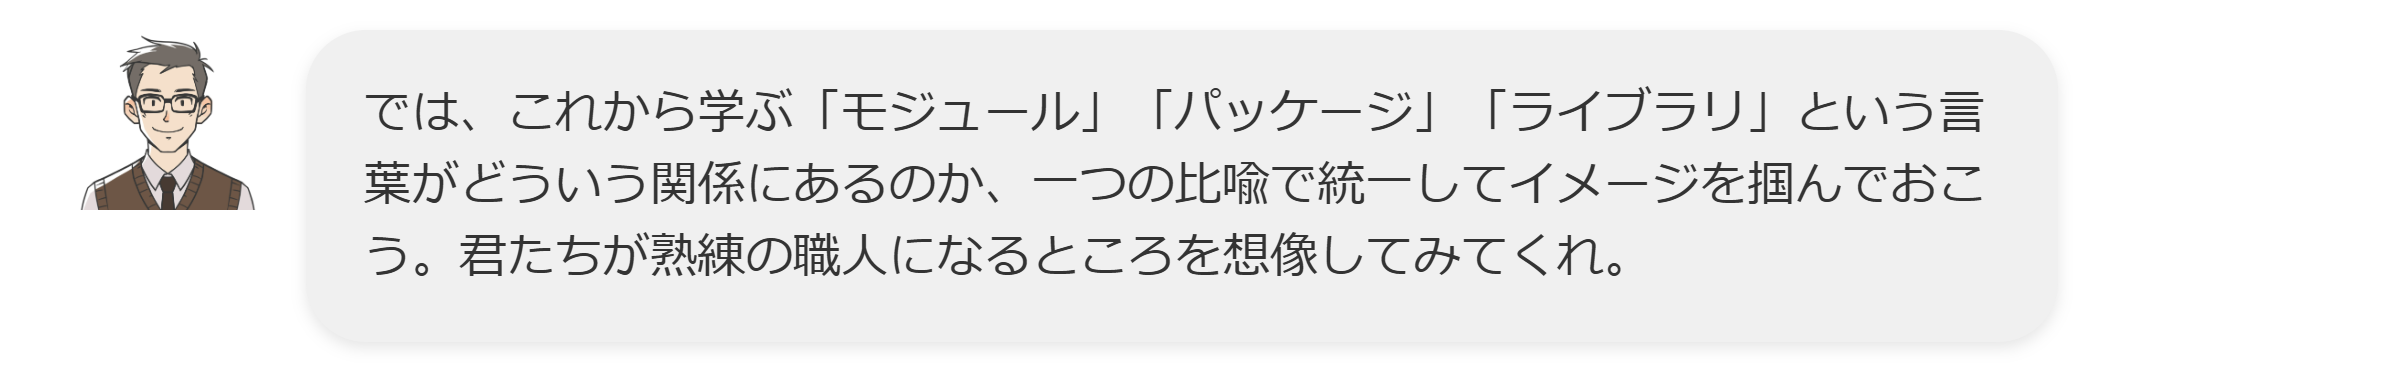 では、これから学ぶ「モジュール」「パッケージ」「ライブラリ」という言
葉がどういう関係にあるのか、一つの比喩で統一してイメージを掴んでおこ
う。君たちが熟練の職人になるところを想像してみてくれ。